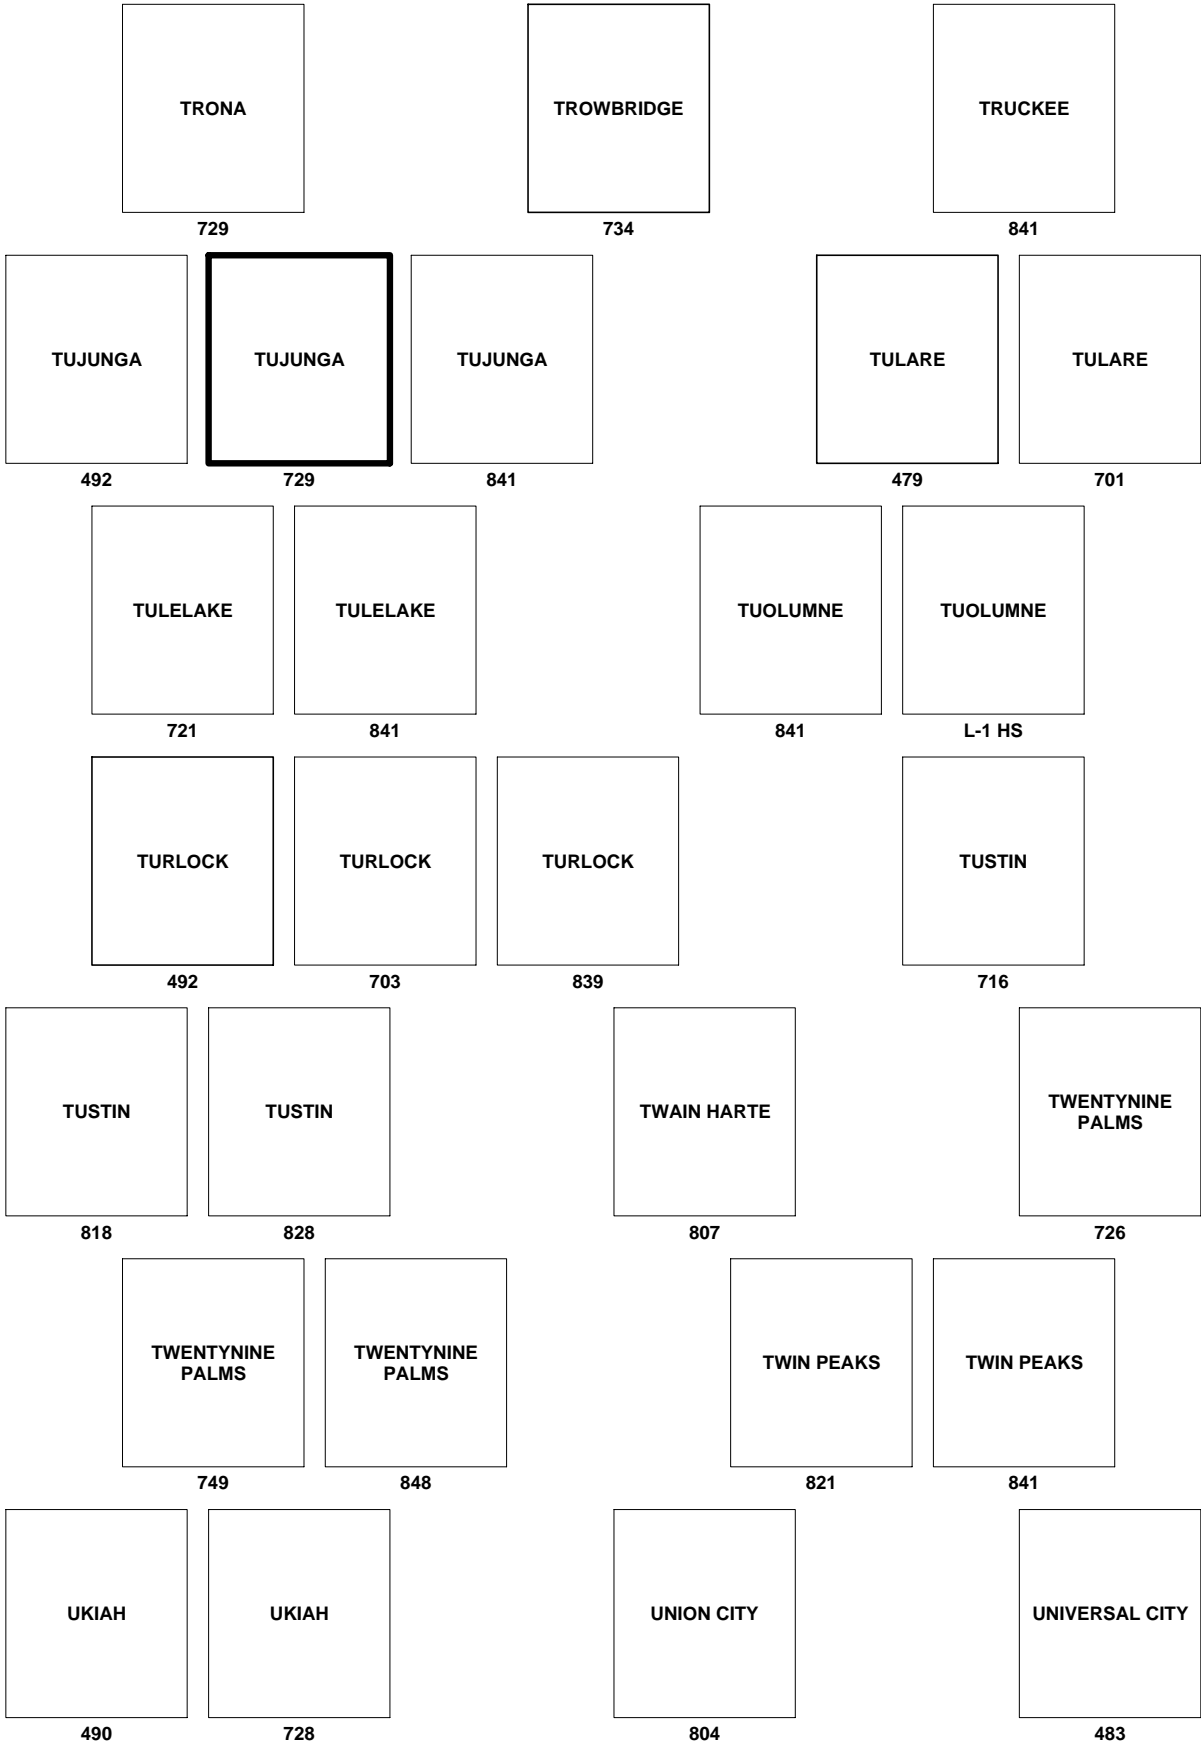 TRONA
TROWBRIDGE
TRUCKEE
729
734
841
TUJUNGA
TUJUNGA
TUJUNGA
TULARE
TULARE
492
729
841
479
701
TULELAKE
TULELAKE
TUOLUMNE
TUOLUMNE
721
841
841
L-1 HS
TURLOCK
TURLOCK
TURLOCK
TUSTIN
492
703
839
716
TUSTIN
TUSTIN
TWAIN HARTE
TWENTYNINE
PALMS
818
828
807
726
TWENTYNINE
PALMS
TWENTYNINE
PALMS
TWIN PEAKS
TWIN PEAKS
749
848
821
841
UKIAH
UKIAH
UNION CITY
UNIVERSAL CITY
490
728
804
483